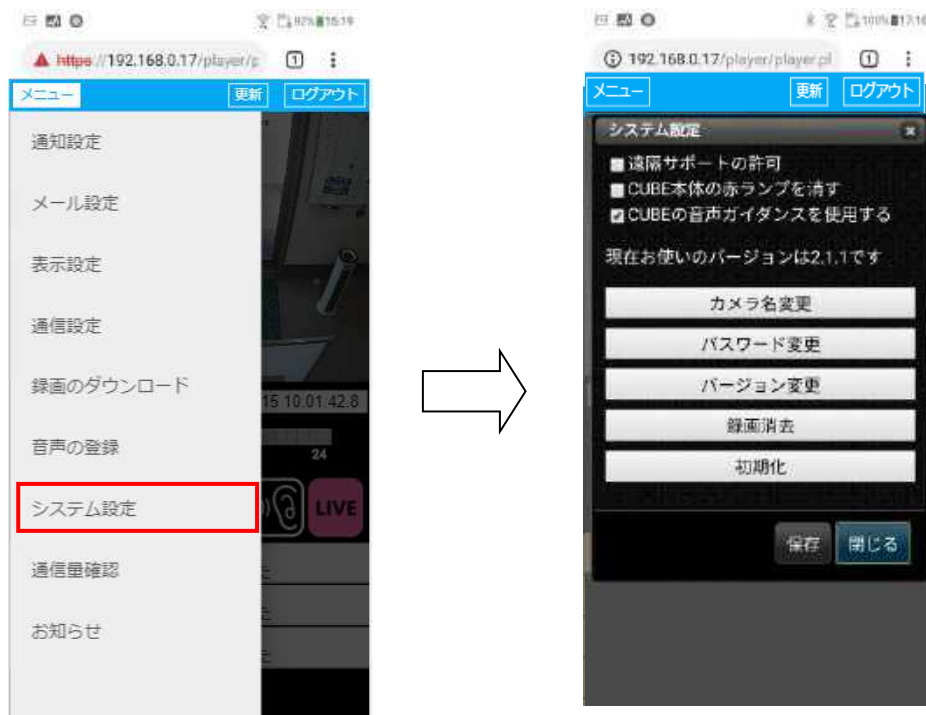 92% 16:19
https://192.168.0.17/player/p
1
メニュー
更新
ログアウト
通知設定
メール設定
表示設定
通信設定
録画のダウンロード
音声の登録
システム設定
通信量確認
お知らせ
15 10:01:42.8
24
LIVE
100% 17:16
192.168.0.17/player/player.pl
1
メニュー
更新
ログアウト
システム設定
遠隔サポートの許可
CUBE本体の赤ランプを消す
CUBEの音声ガイダンスを使用する
現在お使いのバージョンは2.1.1です
カメラ名変更
パスワード変更
バージョン変更
録画消去
初期化
保存
閉じる